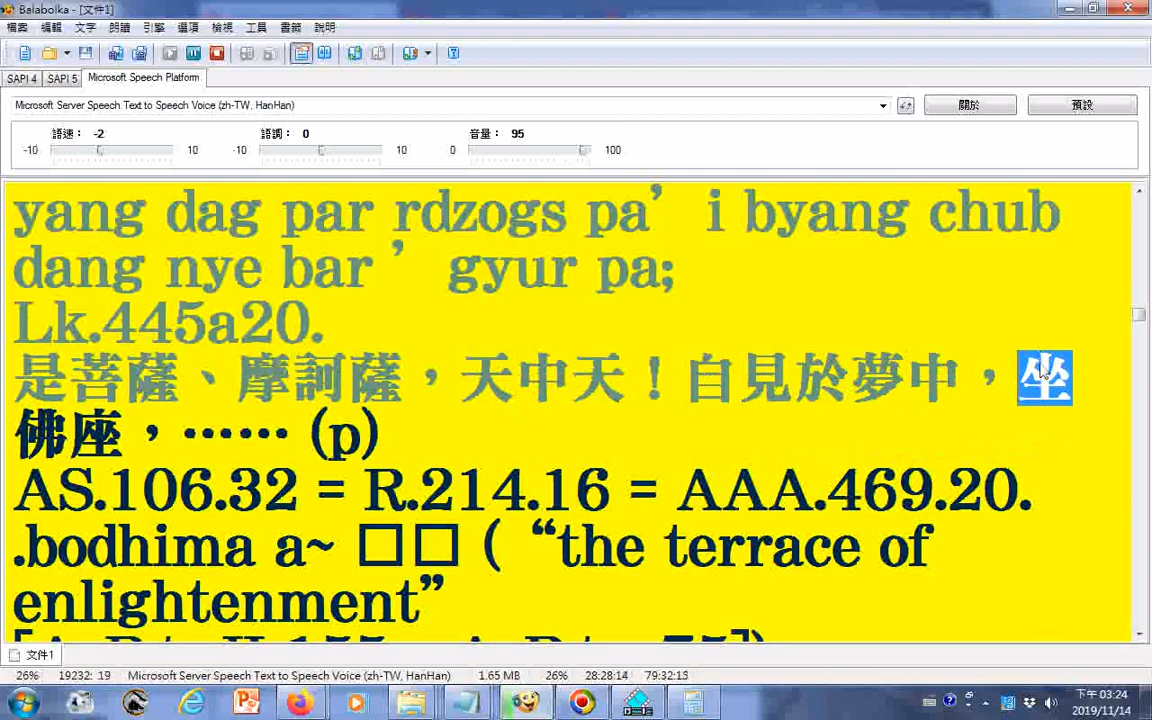 Balabolka - [文件1]
檔案 編輯 文字 朗讀 引擎 選項 檢視 工具 書籤 說明
SAPI 4 SAPI 5 Microsoft Speech Platform
Microsoft Server Speech Text to Speech Voice (zh-TW, HanHan) 關於 預設
語速： -2 語調： 0 音量： 95
-10 10 -10 10 0 100
yang dag par rdzogs pa’ i byang chub
dang nye bar ’ gyur pa;
Lk.445a20.
是菩薩、摩訶薩，天中天！自見於夢中，坐
佛座，…… (p)
AS.106.32 = R.214.16 = AAA.469.20.
.bodhima a~ □□ ( “the terrace of
enlightenment”
文件1
26% 19232: 19 Microsoft Server Speech Text to Speech Voice (zh-TW, HanHan) 1.65 MB 26% 28:28:14 79:32:13
下午 03:24
2019/11/14